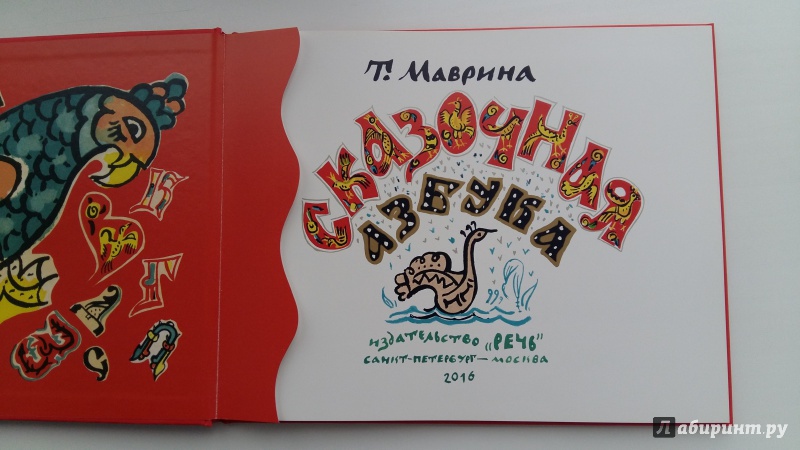 Т. Маврина
СКАЗОЧНАЯ
АЗБУКА
ИЗДАТЕЛЬСТВО „РЕЧЬ"
САНКТ-ПЕТЕРБУРГ — МОСКВА
2016
Лабиринт.ру